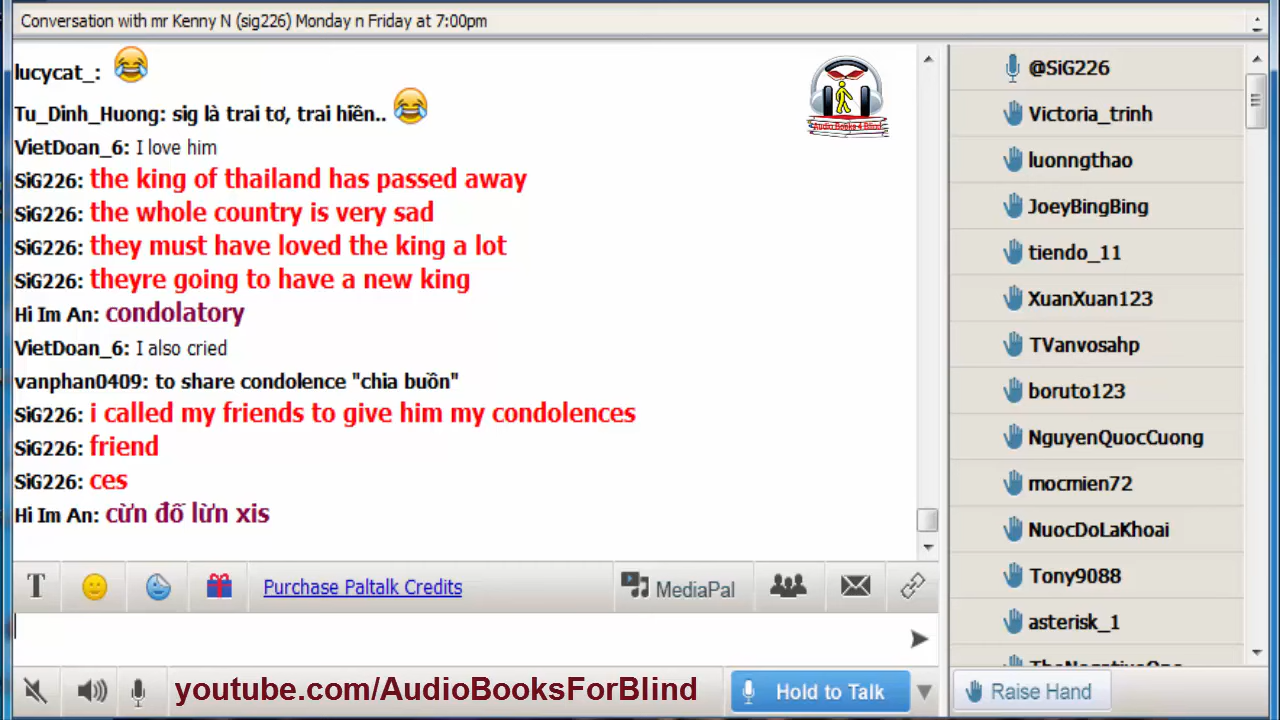 Conversation with mr Kenny N (sig226) Monday n Friday at 7:00pm
lucycat_:
Tu_Dinh_Huong: sig là trai tơ, trai hiền..
VietDoan_6: I love him
SiG226: the king of thailand has passed away
SiG226: the whole country is very sad
SiG226: they must have loved the king a lot
SiG226: theyre going to have a new king
Hi Im An: condolatory
VietDoan_6: I also cried
vanphan0409: to share condolence "chia buồn"
SiG226: i called my friends to give him my condolences
SiG226: friend
SiG226: ces
Hi Im An: cừn đố lừn xis
Audio Books 4 Blind
T
Purchase Paltalk Credits
MediaPal
youtube.com/AudioBooksForBlind
Hold to Talk
@SiG226
Victoria_trinh
luonngthao
JoeyBingBing
tiendo_11
XuanXuan123
TVanvosahp
boruto123
NguyenQuocCuong
mocmien72
NuocDoLaKhoai
Tony9088
asterisk_1
Raise Hand